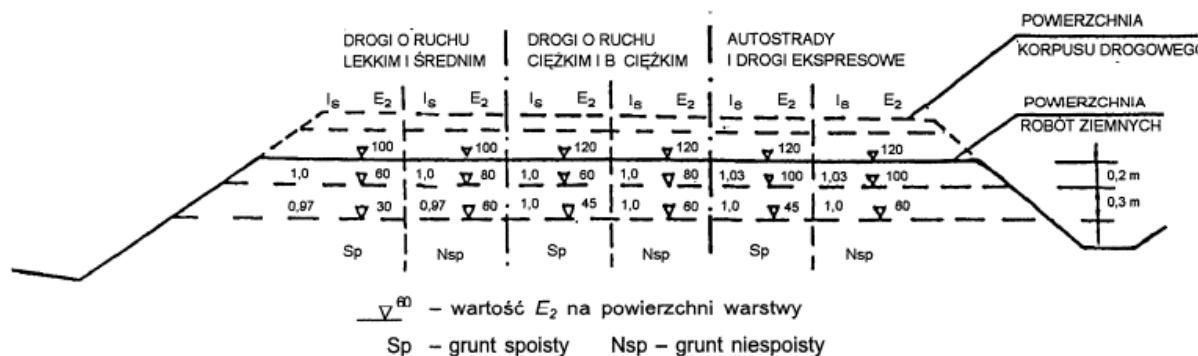 DROGI O RUCHU
LEKKIM I ŚREDNIM
DROGI O RUCHU
CIĘŻKIM I B CIĘŻKIM
AUTOSTRADY
I DROGI EKSPRESOWE
POWIERZCHNIA
KORPUSU DROGOWEGO
POWIERZCHNIA
ROBÓT ZIEMNYCH
Is E2 Is E2 Is E2 Is E2 Is E2 Is E2
100 100 120 120 120 120
1,0 60 1,0 80 1,0 60 1,0 80 1,03 100 1,03 100 0,2 m
0,97 30 0,97 60 1,0 45 1,0 60 1,0 45 1,0 60 0,3 m
Sp Nsp Sp Nsp Sp Nsp
60 – wartość E2 na powierzchni warstwy
Sp – grunt spoisty Nsp – grunt niespoisty